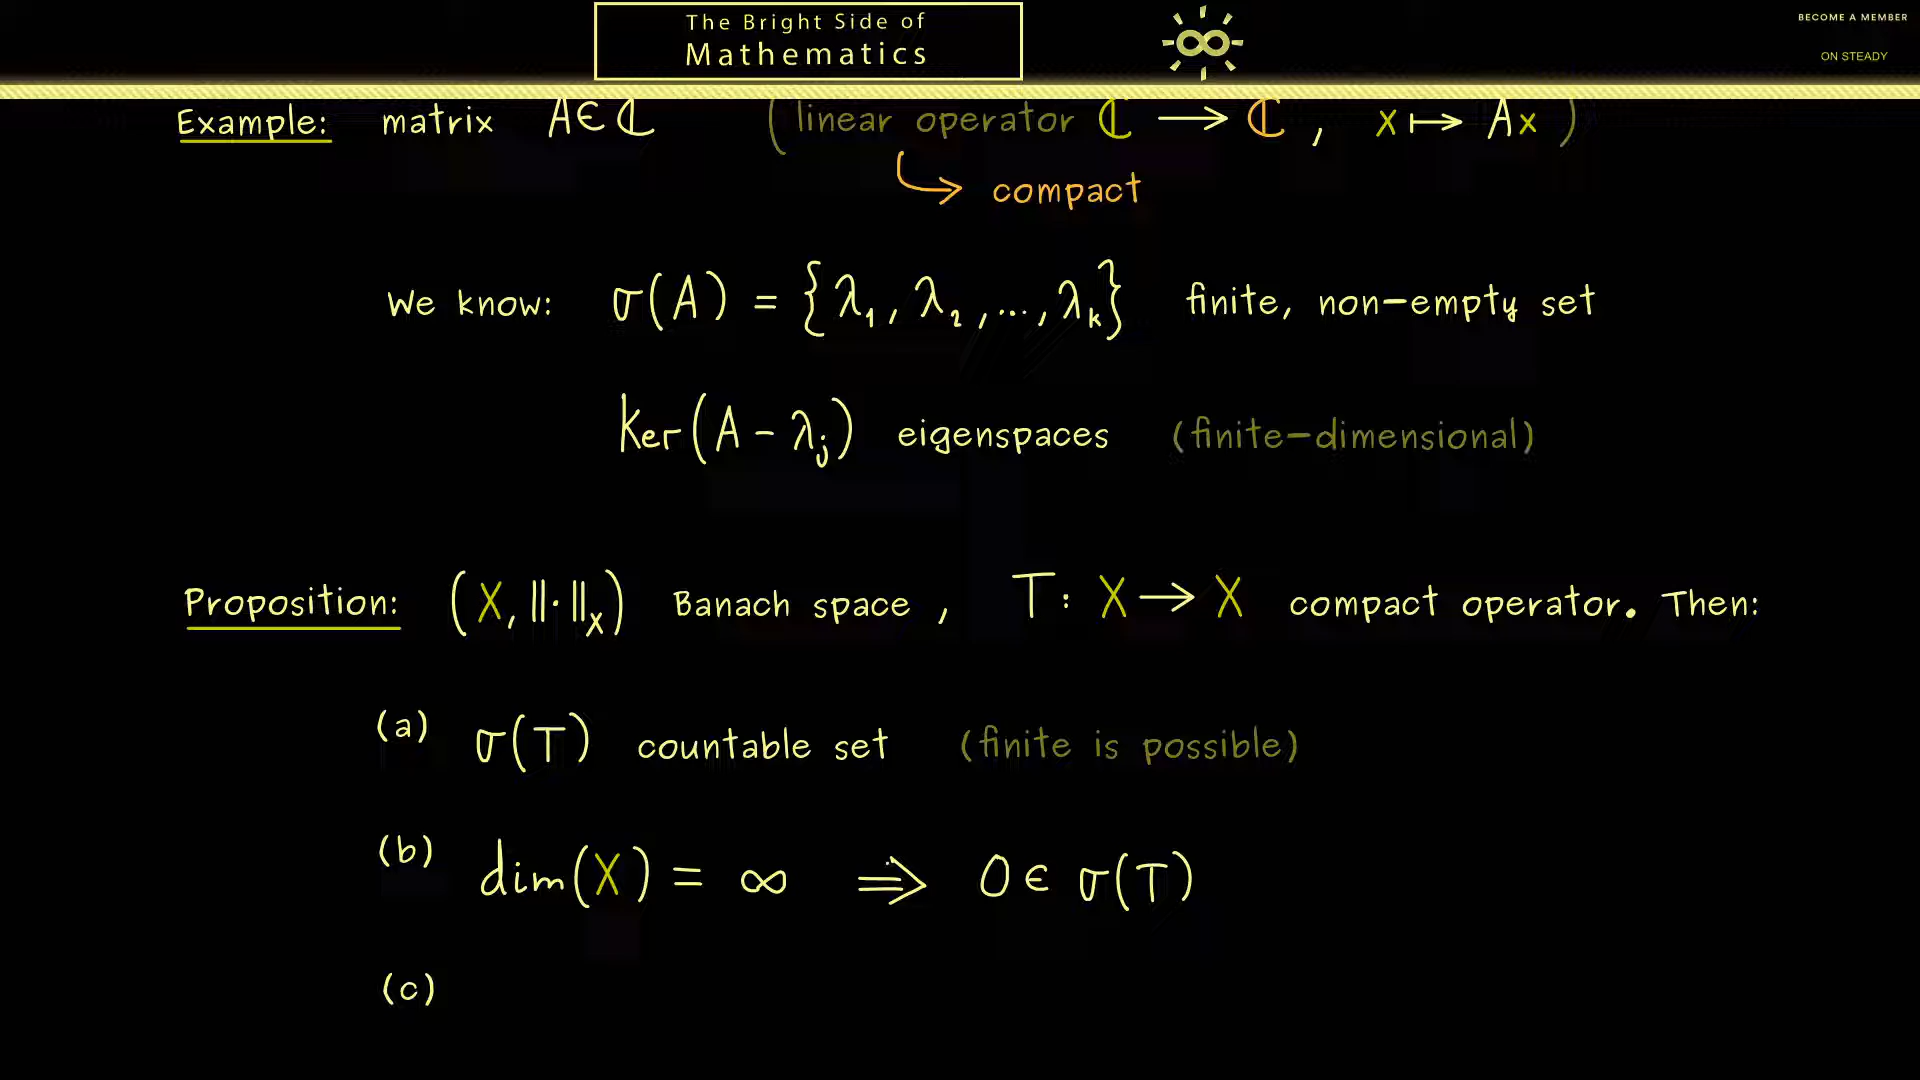 The Bright Side of
Mathematics
BECOME A MEMBER
ON STEADY
Example: matrix A∈ℂ (linear operator ℂ ⟶ ℂ , x ⟼ Ax)
↳ compact
We know: σ(A) = {λ₁, λ₂, ..., λₖ} finite, non-empty set
Ker(A - λⱼ) eigenspaces (finite-dimensional)
Proposition: (X, ‖·‖ₓ) Banach space , T: X → X compact operator. Then:
(a) σ(T) countable set (finite is possible)
(b) dim(X) = ∞ ⟹ 0 ∈ σ(T)
(c)